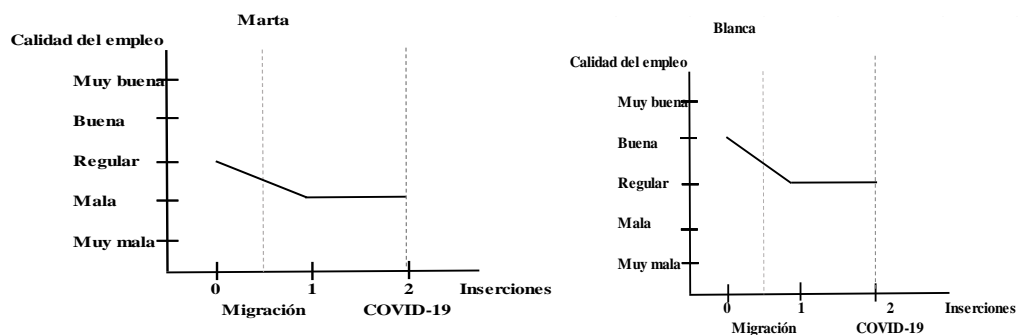 Marta
Calidad del empleo
Muy buena
Buena
Regular
Mala
Muy mala
0 1 2 Inserciones
Migración COVID-19
Blanca
Calidad del empleo
Muy buena
Buena
Regular
Mala
Muy mala
0 1 2 Inserciones
Migración COVID-19